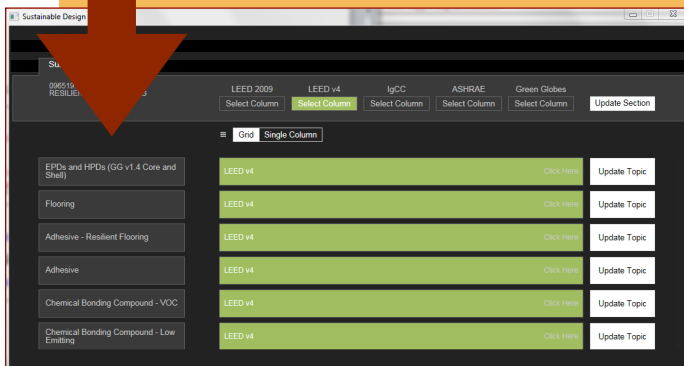 Sustainable Design
Su
096519
RESILIE
LEED 2009 LEED v4 IgCC ASHRAE Green Globes
Select Column Select Column Select Column Select Column Select Column Update Section
Grid Single Column
EPDs and HPDs (GG v1.4 Core and
Shell)
LEED v4 Click Here Update Topic
Flooring
LEED v4 Click Here Update Topic
Adhesive - Resilient Flooring
LEED v4 Click Here Update Topic
Adhesive
LEED v4 Click Here Update Topic
Chemical Bonding Compound - VOC
LEED v4 Click Here Update Topic
Chemical Bonding Compound - Low
Emitting
LEED v4 Click Here Update Topic